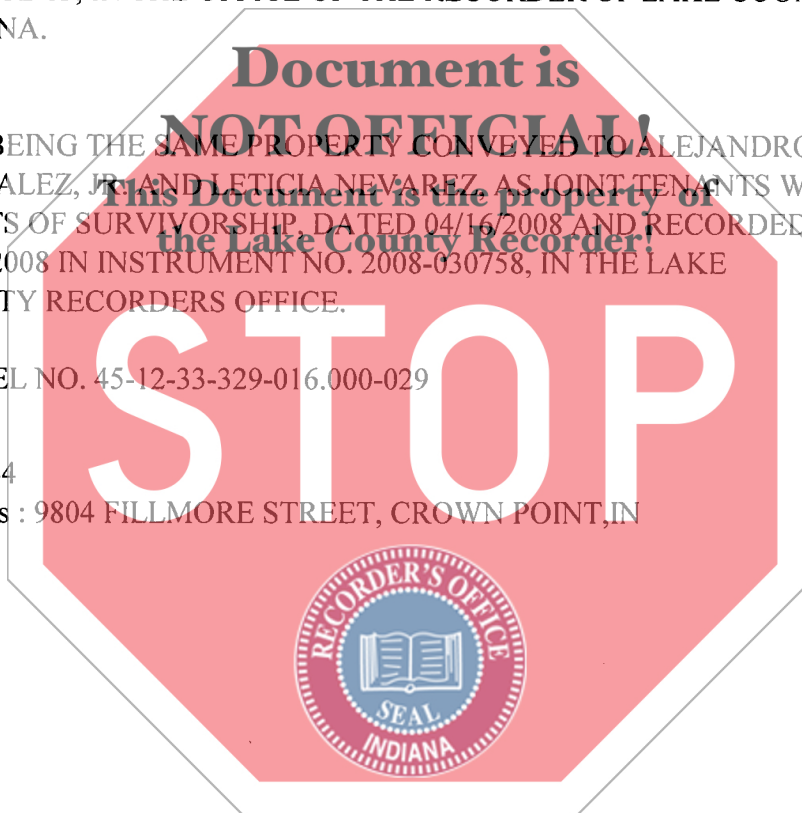 NA.
Document is
NOT OFFICIAL!
BEING THE SAME PROPERTY CONVEYED TO ALEJANDRO
ALEZ, JR. AND LETICIA NEVAREZ, AS JOINT TENANTS W
This Document is the property of
TS OF SURVIVORSHIP, DATED 04/16/2008 AND RECORDED
the Lake County Recorder!
2008 IN INSTRUMENT NO. 2008-030758, IN THE LAKE
TY RECORDERS OFFICE.
STOP
EL NO. 45-12-33-329-016.000-029
4
s : 9804 FILLMORE STREET, CROWN POINT,IN
RECORDER'S OFFICE
SEAL
INDIANA